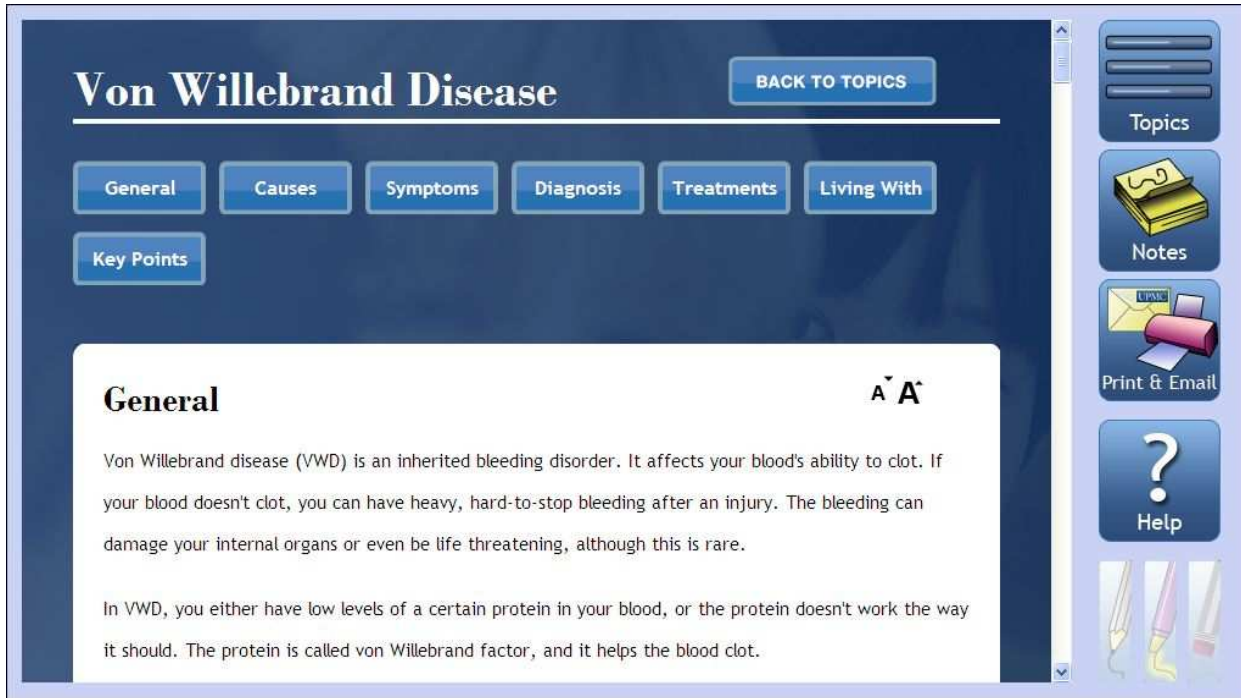 Von Willebrand Disease
BACK TO TOPICS
General Causes Symptoms Diagnosis Treatments Living With
Key Points
General
A A
Von Willebrand disease (VWD) is an inherited bleeding disorder. It affects your blood's ability to clot. If
your blood doesn't clot, you can have heavy, hard-to-stop bleeding after an injury. The bleeding can
damage your internal organs or even be life threatening, although this is rare.
In VWD, you either have low levels of a certain protein in your blood, or the protein doesn't work the way
it should. The protein is called von Willebrand factor, and it helps the blood clot.
Topics
Notes
UPMC
Print & Email
?
Help